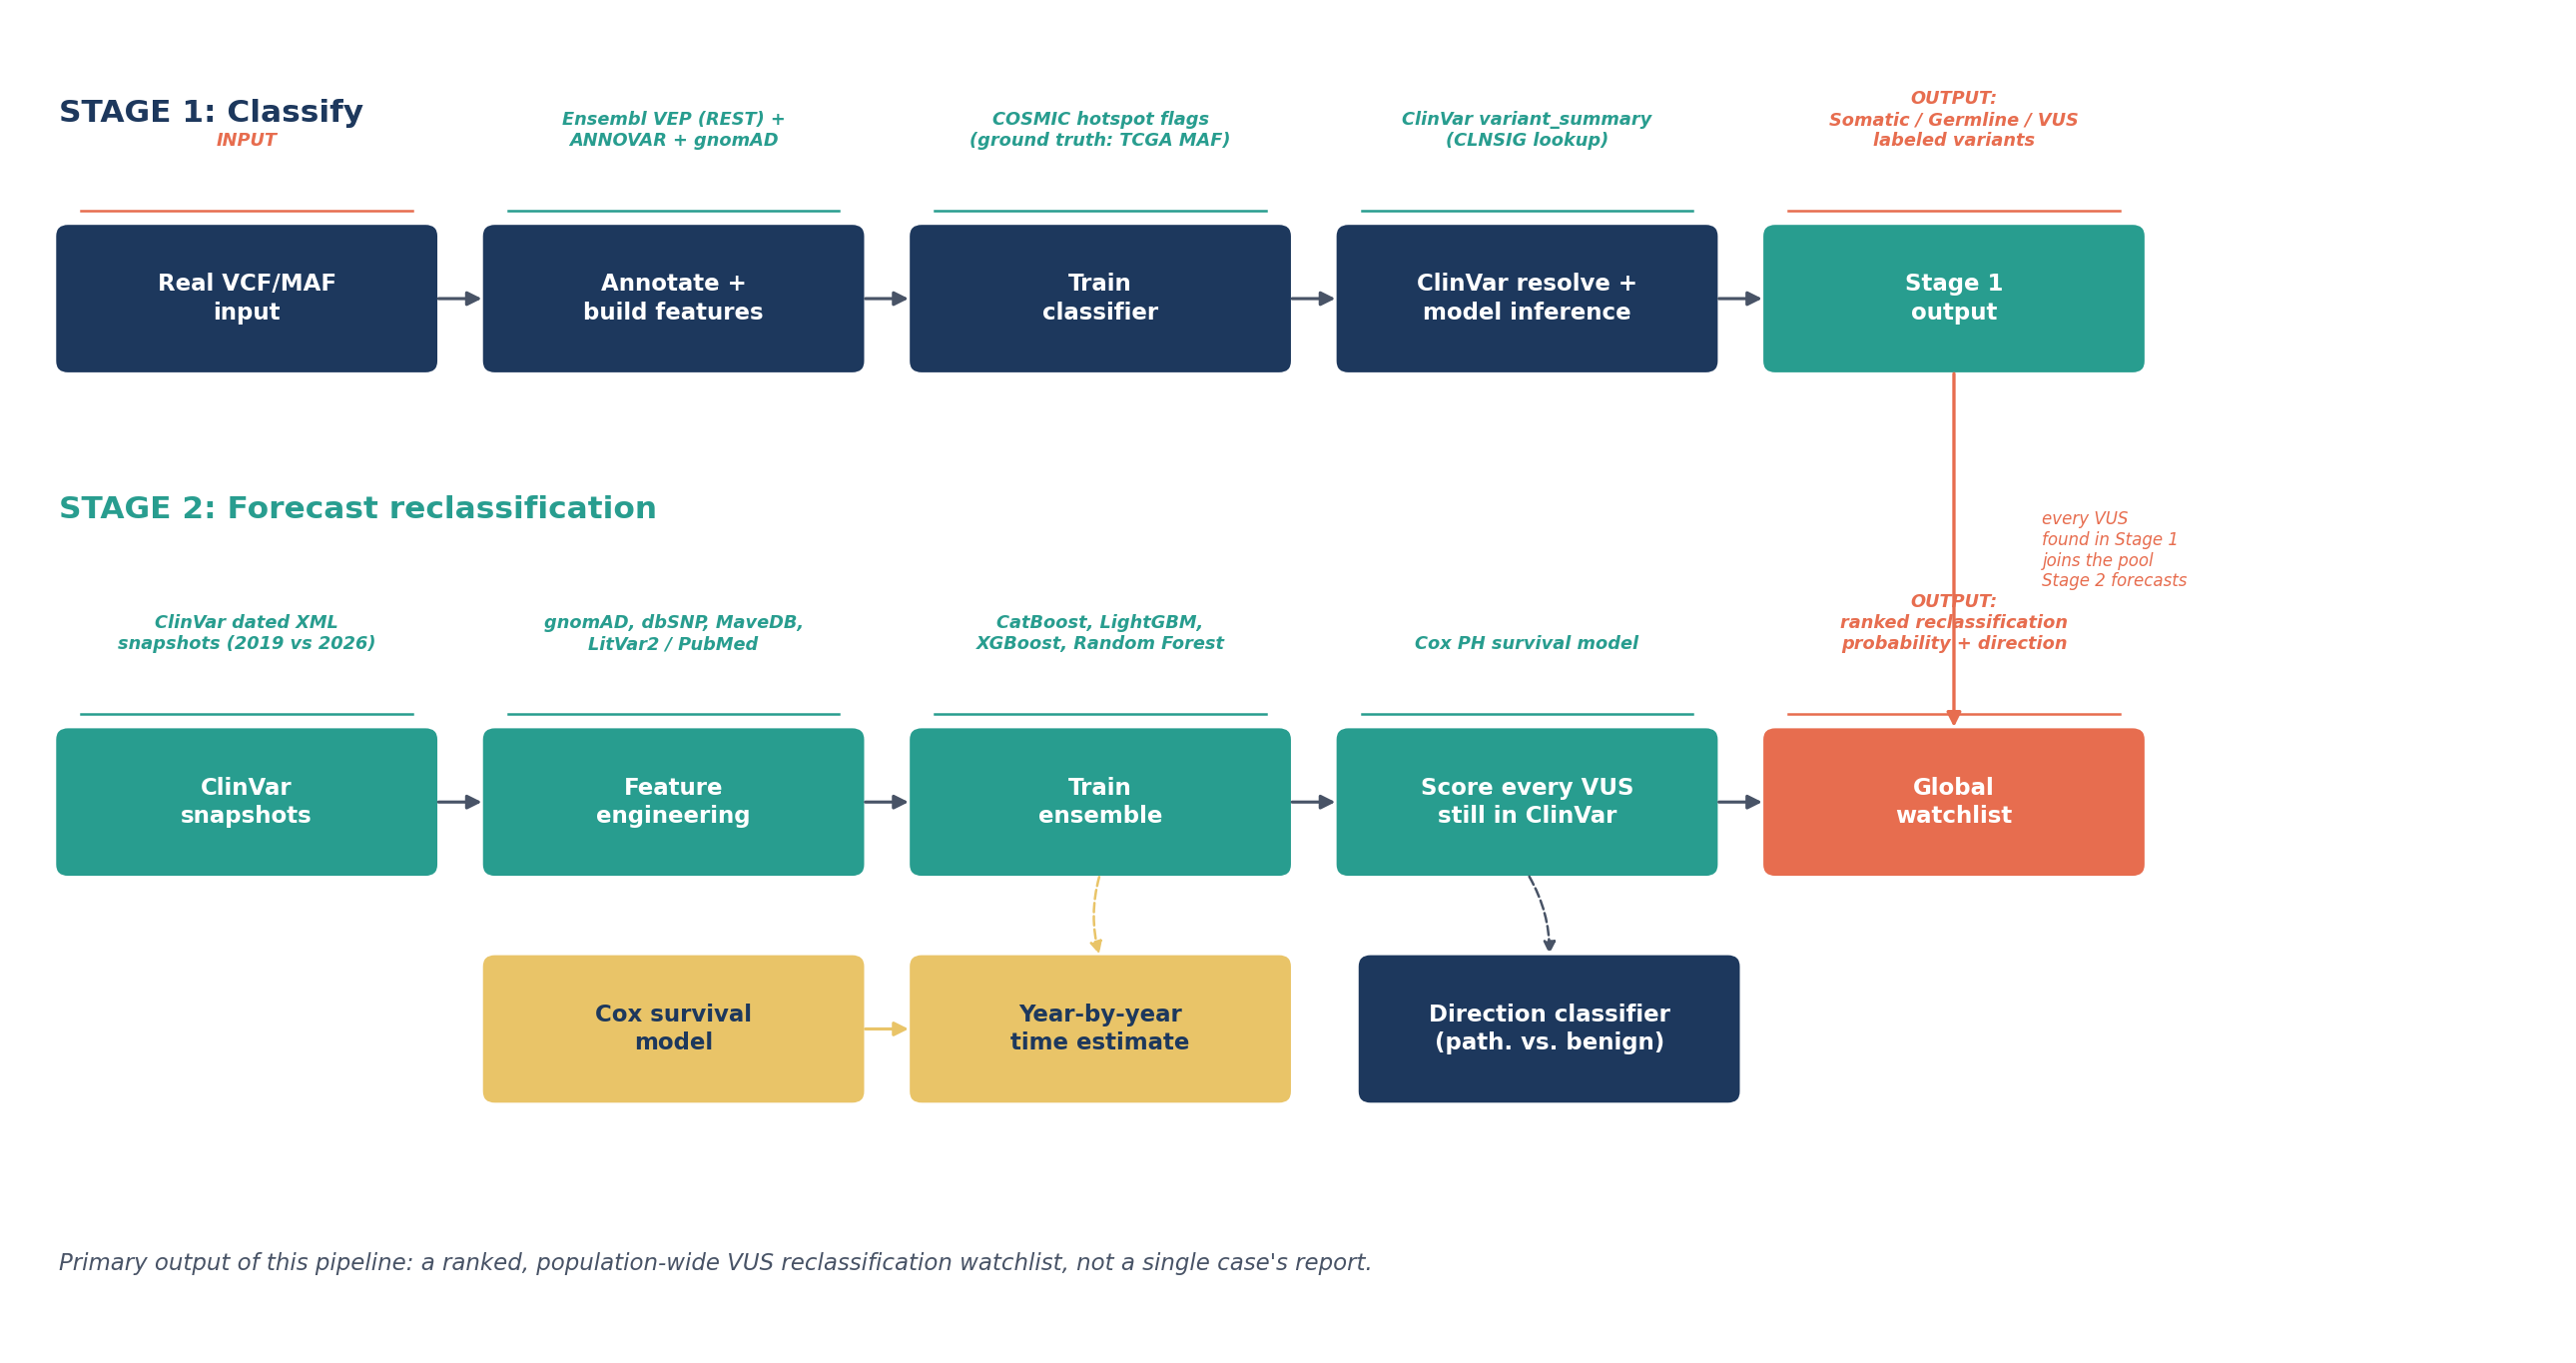 STAGE 1: Classify
INPUT
Ensembl VEP (REST) +
ANNOVAR + gnomAD
COSMIC hotspot flags
(ground truth: TCGA MAF)
ClinVar variant_summary
(CLNSIG lookup)
OUTPUT:
Somatic / Germline / VUS
labeled variants
Real VCF/MAF
input
Annotate +
build features
Train
classifier
ClinVar resolve +
model inference
Stage 1
output
STAGE 2: Forecast reclassification
every VUS
found in Stage 1
joins the pool
Stage 2 forecasts
ClinVar dated XML
snapshots (2019 vs 2026)
gnomAD, dbSNP, MaveDB,
LitVar2 / PubMed
CatBoost, LightGBM,
XGBoost, Random Forest
Cox PH survival model
OUTPUT:
ranked reclassification
probability + direction
ClinVar
snapshots
Feature
engineering
Train
ensemble
Score every VUS
still in ClinVar
Global
watchlist
Cox survival
model
Year-by-year
time estimate
Direction classifier
(path. vs. benign)
Primary output of this pipeline: a ranked, population-wide VUS reclassification watchlist, not a single case's report.